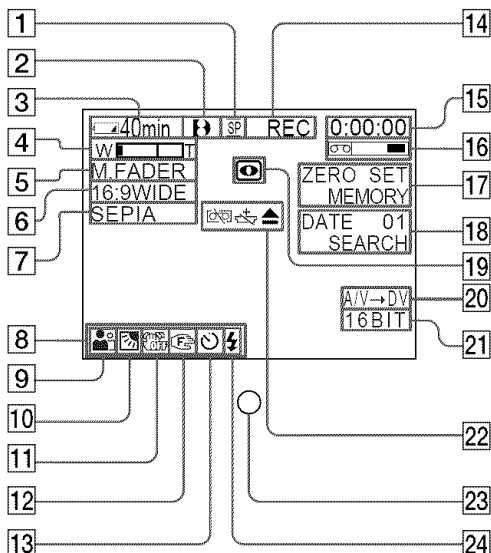 1
2
3
4
5
6
7
8
9
10
11
12
13
14
15
16
17
18
19
20
21
22
23
24
40min SP REC 0:00:00
W T
M.FADER
16:9WIDE
SEPIA
ZERO SET
MEMORY
DATE 01
SEARCH
A/V→DV
16BIT
OFF
F